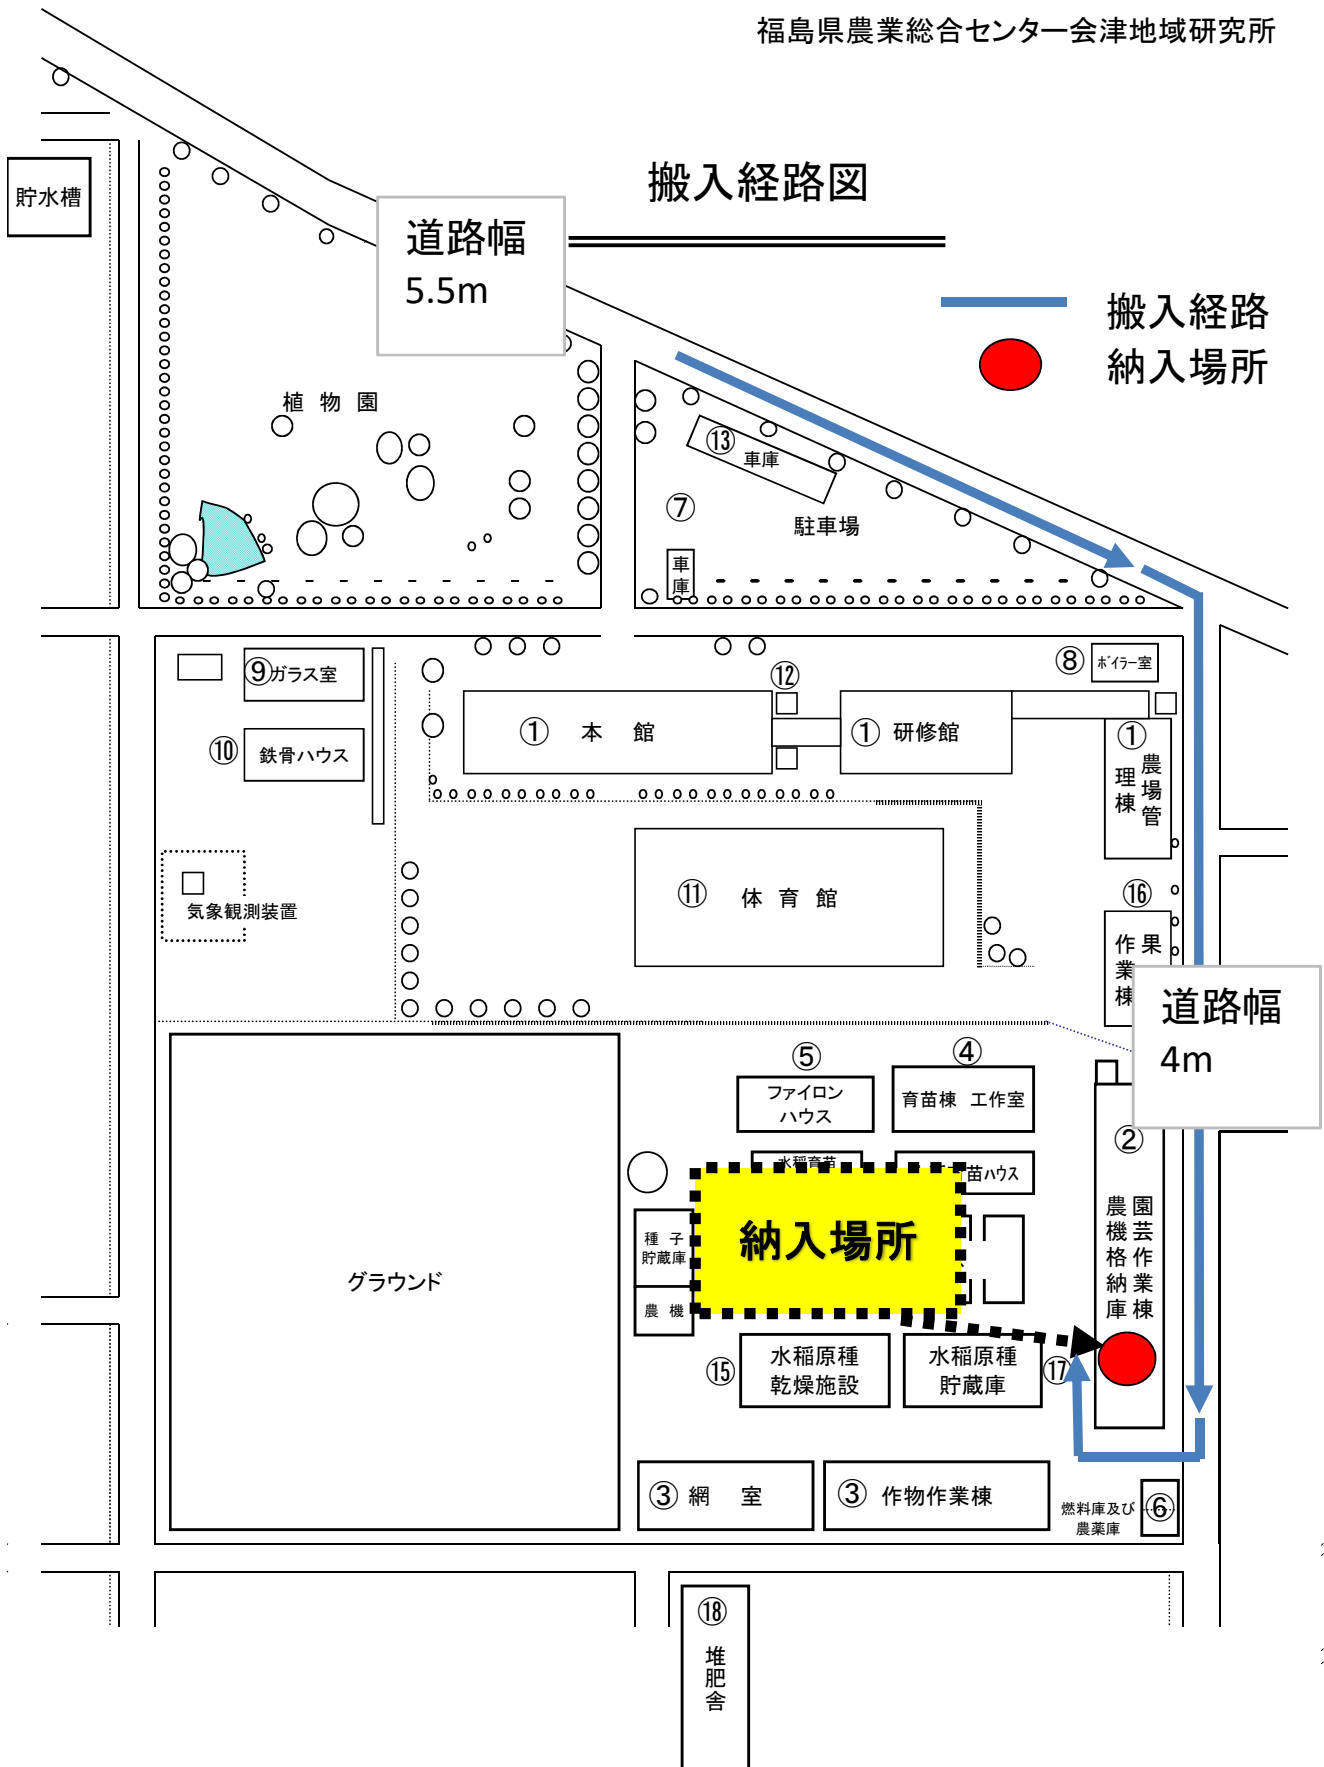 福島県農業総合センター会津地域研究所
搬入経路図
貯水槽
道路幅
5.5m
搬入経路
納入場所
植物園
⑬
車庫
⑦
駐車場
車庫
⑨ガラス室
⑩
鉄骨ハウス
⑫
⑧
ﾎﾞｲﾗｰ室
① 本館
① 研修館
①
農場管
理棟
気象観測装置
⑪ 体育館
⑯
果
作業棟
道路幅
4m
⑤
ファイロン
ハウス
④
育苗棟 工作室
②
水稲育苗
苗ﾊｳｽ
園芸作業棟
農機格納庫
納入場所
種子
貯蔵庫
農機
グラウンド
⑮
水稲原種
乾燥施設
水稲原種
貯蔵庫
⑰
③ 網室
③ 作物作業棟
燃料庫及び
農薬庫
⑥
⑱
堆肥舎